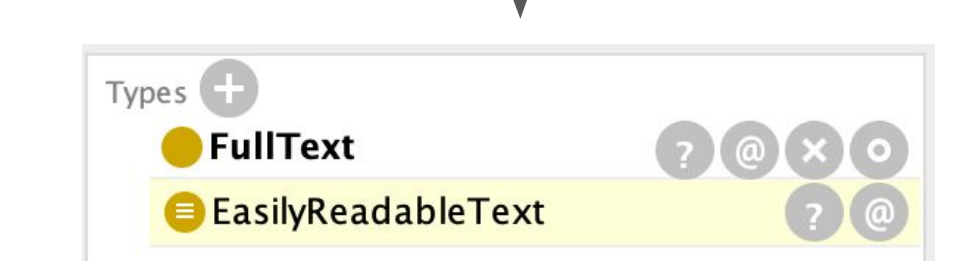 Types +
FullText ? @ × o
EasilyReadableText ? @